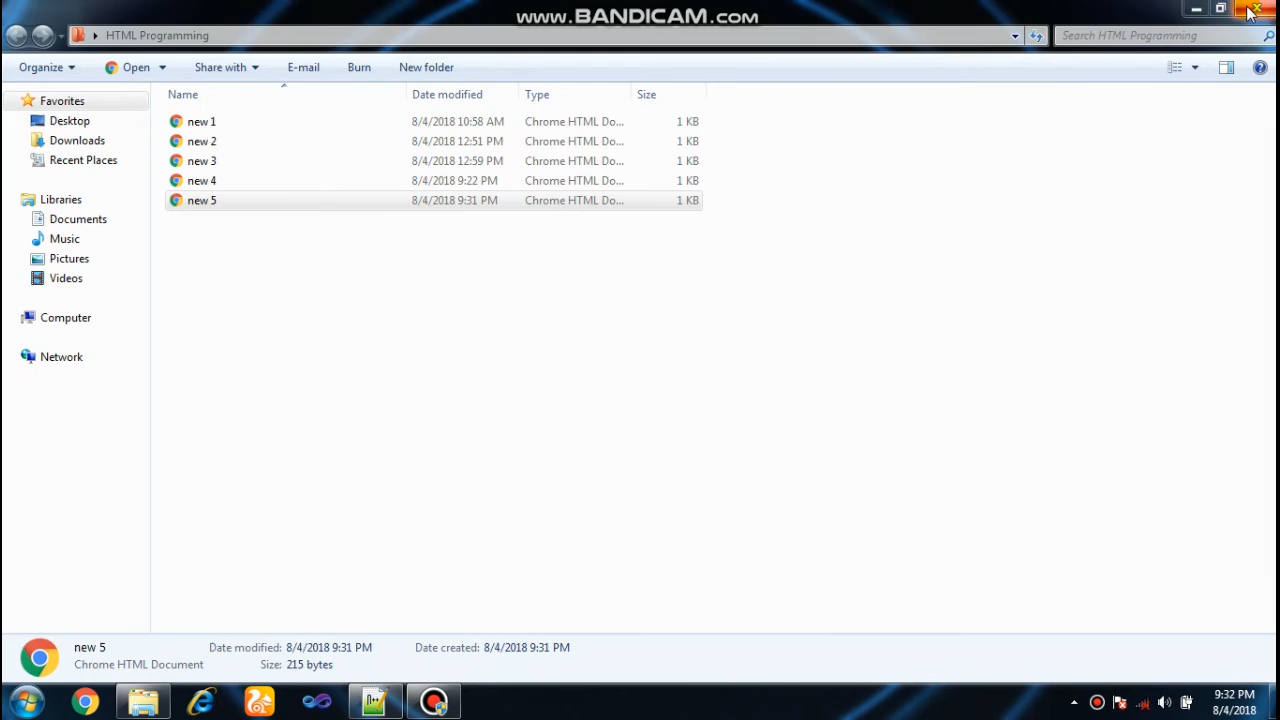 www.BANDICAM.com
HTML Programming
Search HTML Programming
Organize Open Share with E-mail Burn New folder
Favorites
Desktop
Downloads
Recent Places
Libraries
Documents
Music
Pictures
Videos
Computer
Network
Name Date modified Type Size
new 1 8/4/2018 10:58 AM Chrome HTML Do... 1 KB
new 2 8/4/2018 12:51 PM Chrome HTML Do... 1 KB
new 3 8/4/2018 12:59 PM Chrome HTML Do... 1 KB
new 4 8/4/2018 9:22 PM Chrome HTML Do... 1 KB
new 5 8/4/2018 9:31 PM Chrome HTML Do... 1 KB
new 5 Date modified: 8/4/2018 9:31 PM Date created: 8/4/2018 9:31 PM
Chrome HTML Document Size: 215 bytes
9:32 PM
8/4/2018